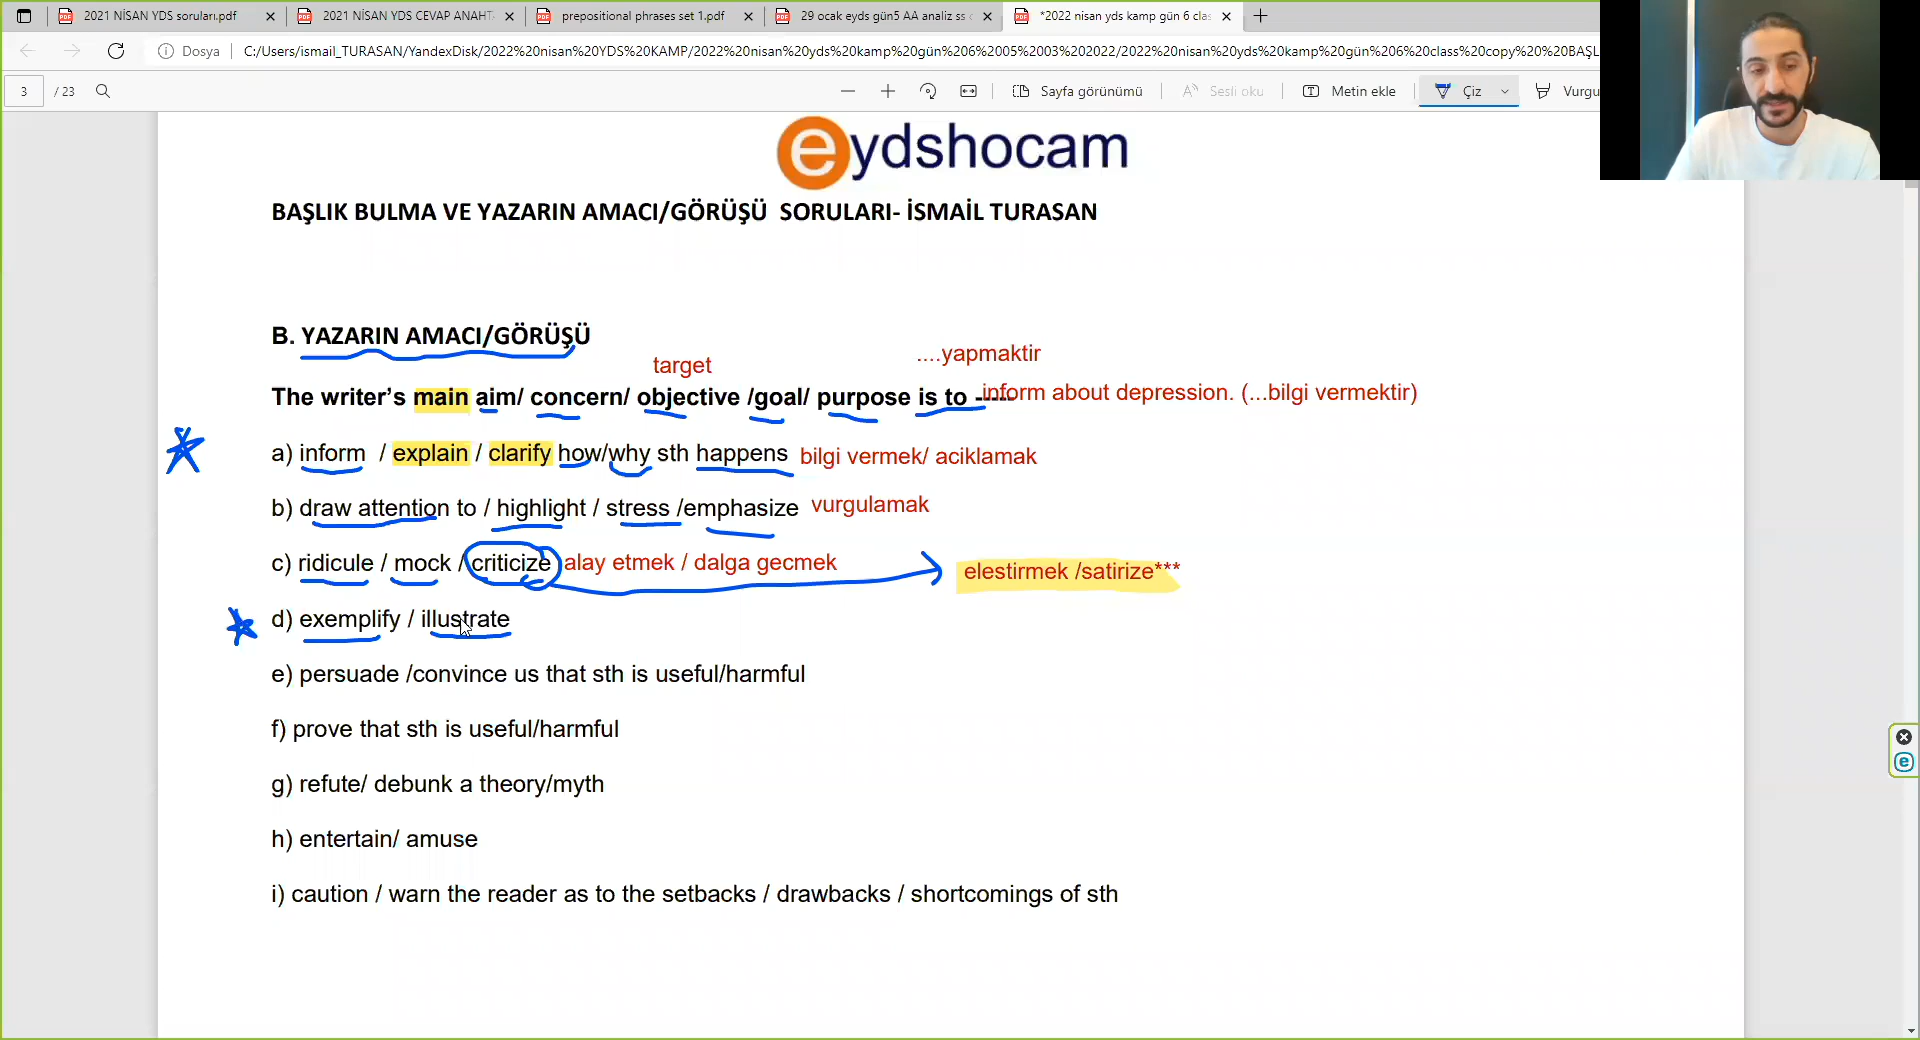 2021 NİSAN YDS soruları.pdf
2021 NİSAN YDS CEVAP ANAHT
prepositional phrases set 1.pdf
29 ocak eyds gün5 AA analiz ss
*2022 nisan yds kamp gün 6 clas
Dosya
C:/Users/ismail_TURASAN/YandexDisk/2022%20nisan%20YDS%20KAMP/2022%20nisan%20yds%20kamp%20gün%206%2005%2003%202022/2022%20nisan%20yds%20kamp%20gün%206%20class%20copy%20%20BAŞL
3 / 23
Sayfa görünümü
Sesli oku
Metin ekle
Çiz
Vurgu
eydshocam
BAŞLIK BULMA VE YAZARIN AMACI/GÖRÜŞÜ SORULARI- İSMAİL TURASAN
B. YAZARIN AMACI/GÖRÜŞÜ
target
....yapmaktir
The writer's main aim/ concern/ objective /goal/ purpose is to -----
inform about depression. (...bilgi vermektir)
a) inform / explain / clarify how/why sth happens bilgi vermek/ aciklamak
b) draw attention to / highlight / stress /emphasize vurgulamak
c) ridicule / mock / criticize alay etmek / dalga gecmek
elestirmek /satirize***
d) exemplify / illustrate
e) persuade /convince us that sth is useful/harmful
f) prove that sth is useful/harmful
g) refute/ debunk a theory/myth
h) entertain/ amuse
i) caution / warn the reader as to the setbacks / drawbacks / shortcomings of sth